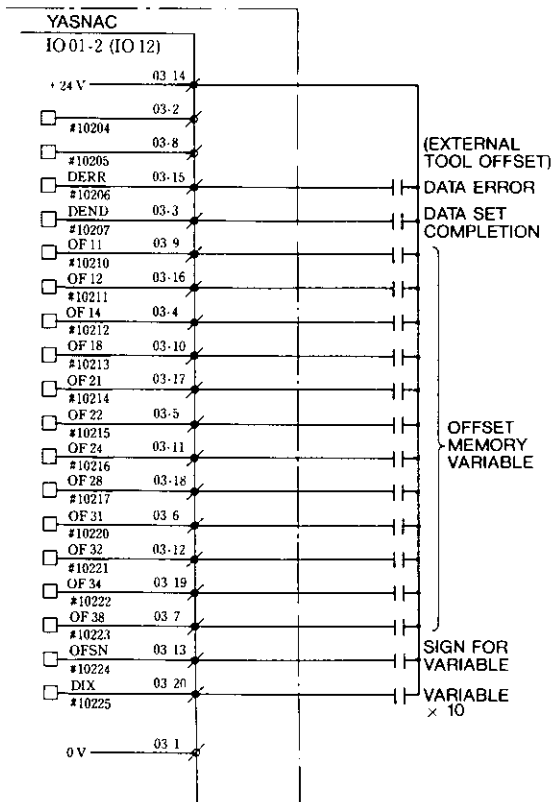 YASNAC
IO 01-2 (IO 12)
+ 24 V 03 14
03-2
#10204
03-8
#10205
(EXTERNAL
TOOL OFFSET)
DERR 03-15 DATA ERROR
#10206
DEND 03-3 DATA SET
COMPLETION
#10207
OF 11 03 9
#10210
OF 12 03-16
#10211
OF 14 03-4
#10212
OF 18 03-10
#10213
OF 21 03-17
#10214
OF 22 03-5
#10215
OF 24 03-11
#10216
OF 28 03-18
#10217
OFFSET
MEMORY
VARIABLE
OF 31 03 6
#10220
OF 32 03-12
#10221
OF 34 03 19
#10222
OF 38 03 7
#10223
OFSN 03 13 SIGN FOR
VARIABLE
#10224
DIX 03 20 VARIABLE
× 10
#10225
0 V 03 1